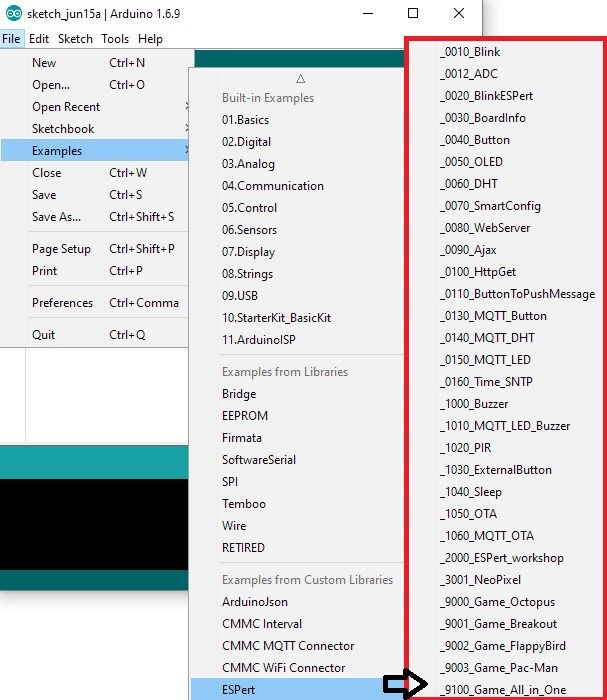 sketch_jun15a | Arduino 1.6.9
File Edit Sketch Tools Help
New Ctrl+N
Open... Ctrl+O
Open Recent
Sketchbook
Examples
Close Ctrl+W
Save Ctrl+S
Save As... Ctrl+Shift+S
Page Setup Ctrl+Shift+P
Print Ctrl+P
Preferences Ctrl+Comma
Quit Ctrl+Q
Built-in Examples
01.Basics
02.Digital
03.Analog
04.Communication
05.Control
06.Sensors
07.Display
08.Strings
09.USB
10.StarterKit_BasicKit
11.ArduinoISP
Examples from Libraries
Bridge
EEPROM
Firmata
SoftwareSerial
SPI
Temboo
Wire
RETIRED
Examples from Custom Libraries
ArduinoJson
CMMC Interval
CMMC MQTT Connector
CMMC WiFi Connector
ESPert
_0010_Blink
_0012_ADC
_0020_BlinkESPert
_0030_BoardInfo
_0040_Button
_0050_OLED
_0060_DHT
_0070_SmartConfig
_0080_WebServer
_0090_Ajax
_0100_HttpGet
_0110_ButtonToPushMessage
_0130_MQTT_Button
_0140_MQTT_DHT
_0150_MQTT_LED
_0160_Time_SNTP
_1000_Buzzer
_1010_MQTT_LED_Buzzer
_1020_PIR
_1030_ExternalButton
_1040_Sleep
_1050_OTA
_1060_MQTT_OTA
_2000_ESPert_workshop
_3001_NeoPixel
_9000_Game_Octopus
_9001_Game_Breakout
_9002_Game_FlappyBird
_9003_Game_Pac-Man
_9100_Game_All_in_One